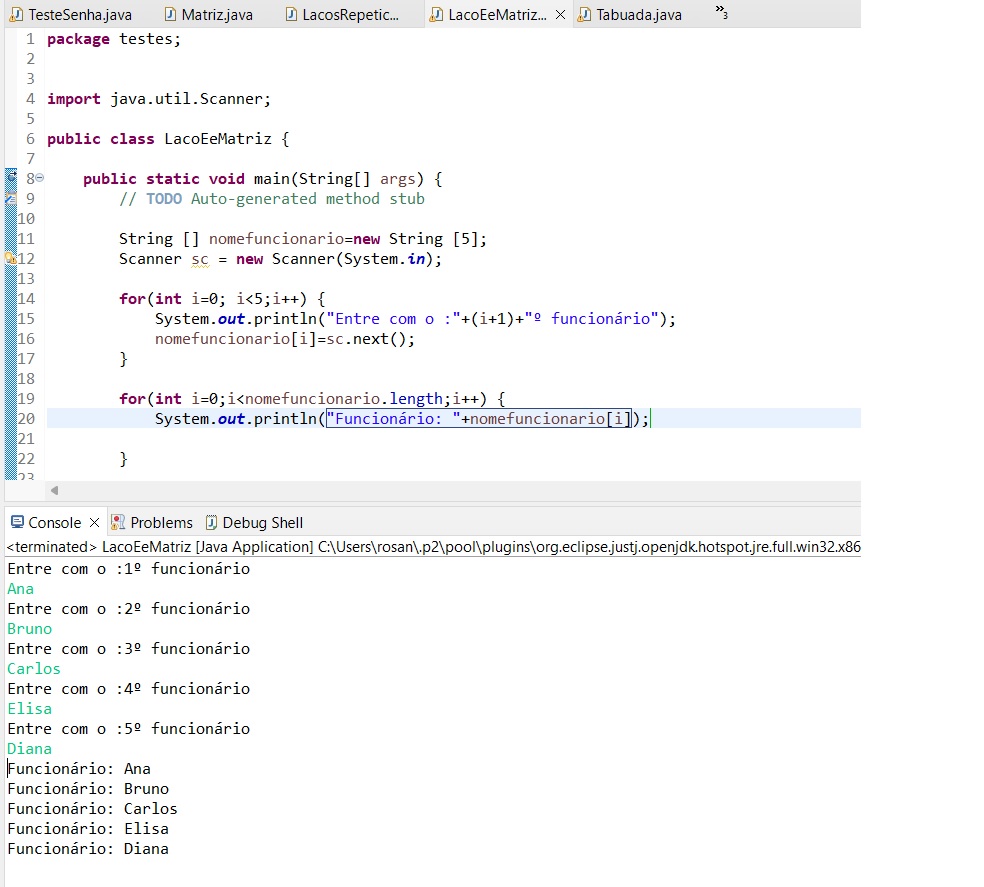 TesteSenha.java Matriz.java LacosRepetic... LacoEeMatriz... Tabuada.java »3
1 package testes;
2
3
4 import java.util.Scanner;
5
6 public class LacoEeMatriz {
7
8 public static void main(String[] args) {
9 // TODO Auto-generated method stub
10
11 String [] nomefuncionario=new String [5];
12 Scanner sc = new Scanner(System.in);
13
14 for(int i=0; i<5;i++) {
15 System.out.println("Entre com o :"+(i+1)+"º funcionário");
16 nomefuncionario[i]=sc.next();
17 }
18
19 for(int i=0;i<nomefuncionario.length;i++) {
20 System.out.println("Funcionário: "+nomefuncionario[i]);
21
22 }
23
Console Problems Debug Shell
<terminated> LacoEeMatriz [Java Application] C:\Users\rosan\.p2\pool\plugins\org.eclipse.justj.openjdk.hotspot.jre.full.win32.x86
Entre com o :1º funcionário
Ana
Entre com o :2º funcionário
Bruno
Entre com o :3º funcionário
Carlos
Entre com o :4º funcionário
Elisa
Entre com o :5º funcionário
Diana
Funcionário: Ana
Funcionário: Bruno
Funcionário: Carlos
Funcionário: Elisa
Funcionário: Diana